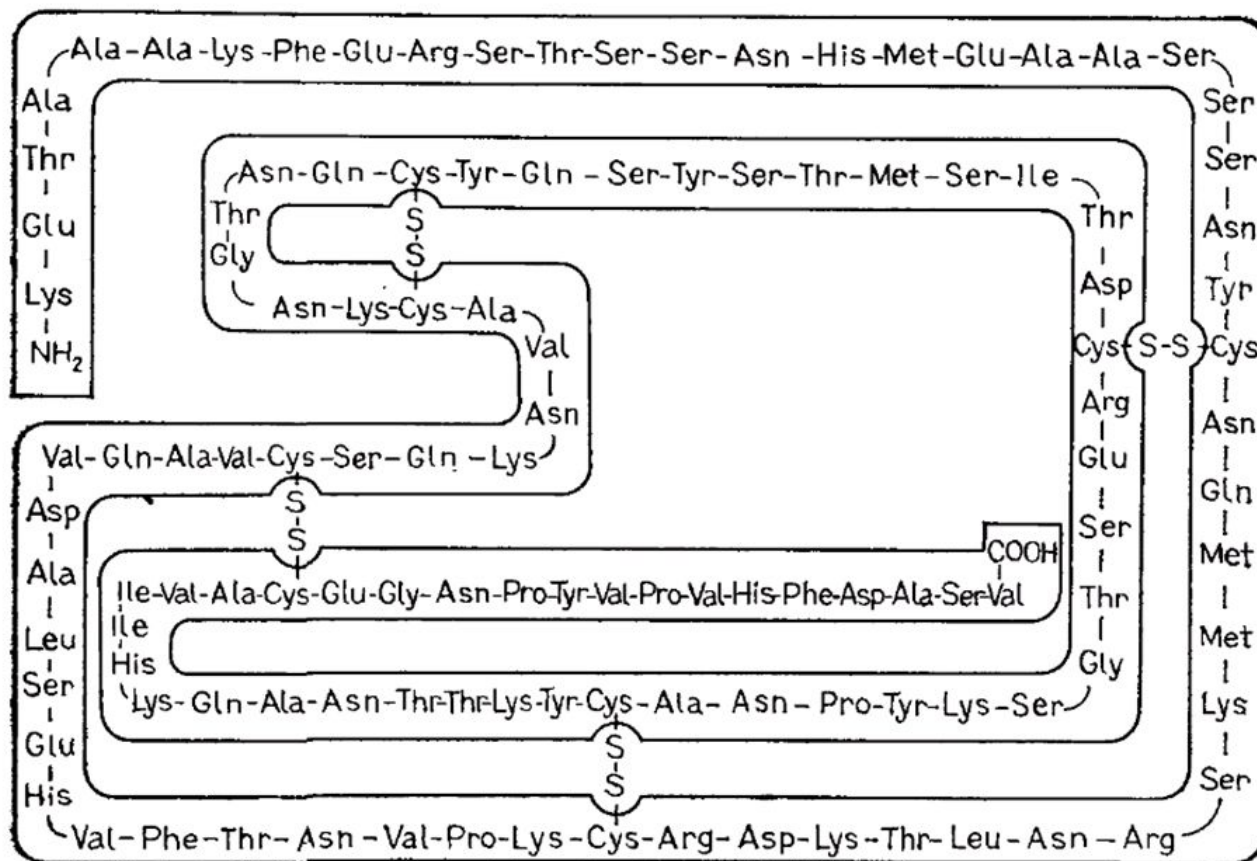 NH₂
Lys
Glu
Thr
Ala
Ala-Ala-Lys-Phe-Glu-Arg-Ser-Thr-Ser-Ser-Asn-His-Met-Glu-Ala-Ala-Ser
Ser
Ser
Asn
Tyr
Cys-S-S-Cys
Asn
Gln
Met
Met
Lys
Ser
Val-Phe-Thr-Asn-Val-Pro-Lys-Cys-Arg-Asp-Lys-Thr-Leu-Asn-Arg
His
Glu
Ser
Leu
Ala
Asp
Val-Gln-Ala-Val-Cys-Ser-Gln-Lys
S
S
Asn
Val
Asn-Lys-Cys-Ala
S
S
Gly
Thr
Asn-Gln-Cys-Tyr-Gln-Ser-Tyr-Ser-Thr-Met-Ser-Ile
Thr
Asp
Arg
Glu
Ser
Thr
Gly
Lys-Gln-Ala-Asn-Thr-Thr-Lys-Tyr-Cys-Ala-Asn-Pro-Tyr-Lys-Ser
S
S
His
Ile
Ile-Val-Ala-Cys-Glu-Gly-Asn-Pro-Tyr-Val-Pro-Val-His-Phe-Asp-Ala-Ser-Val
COOH